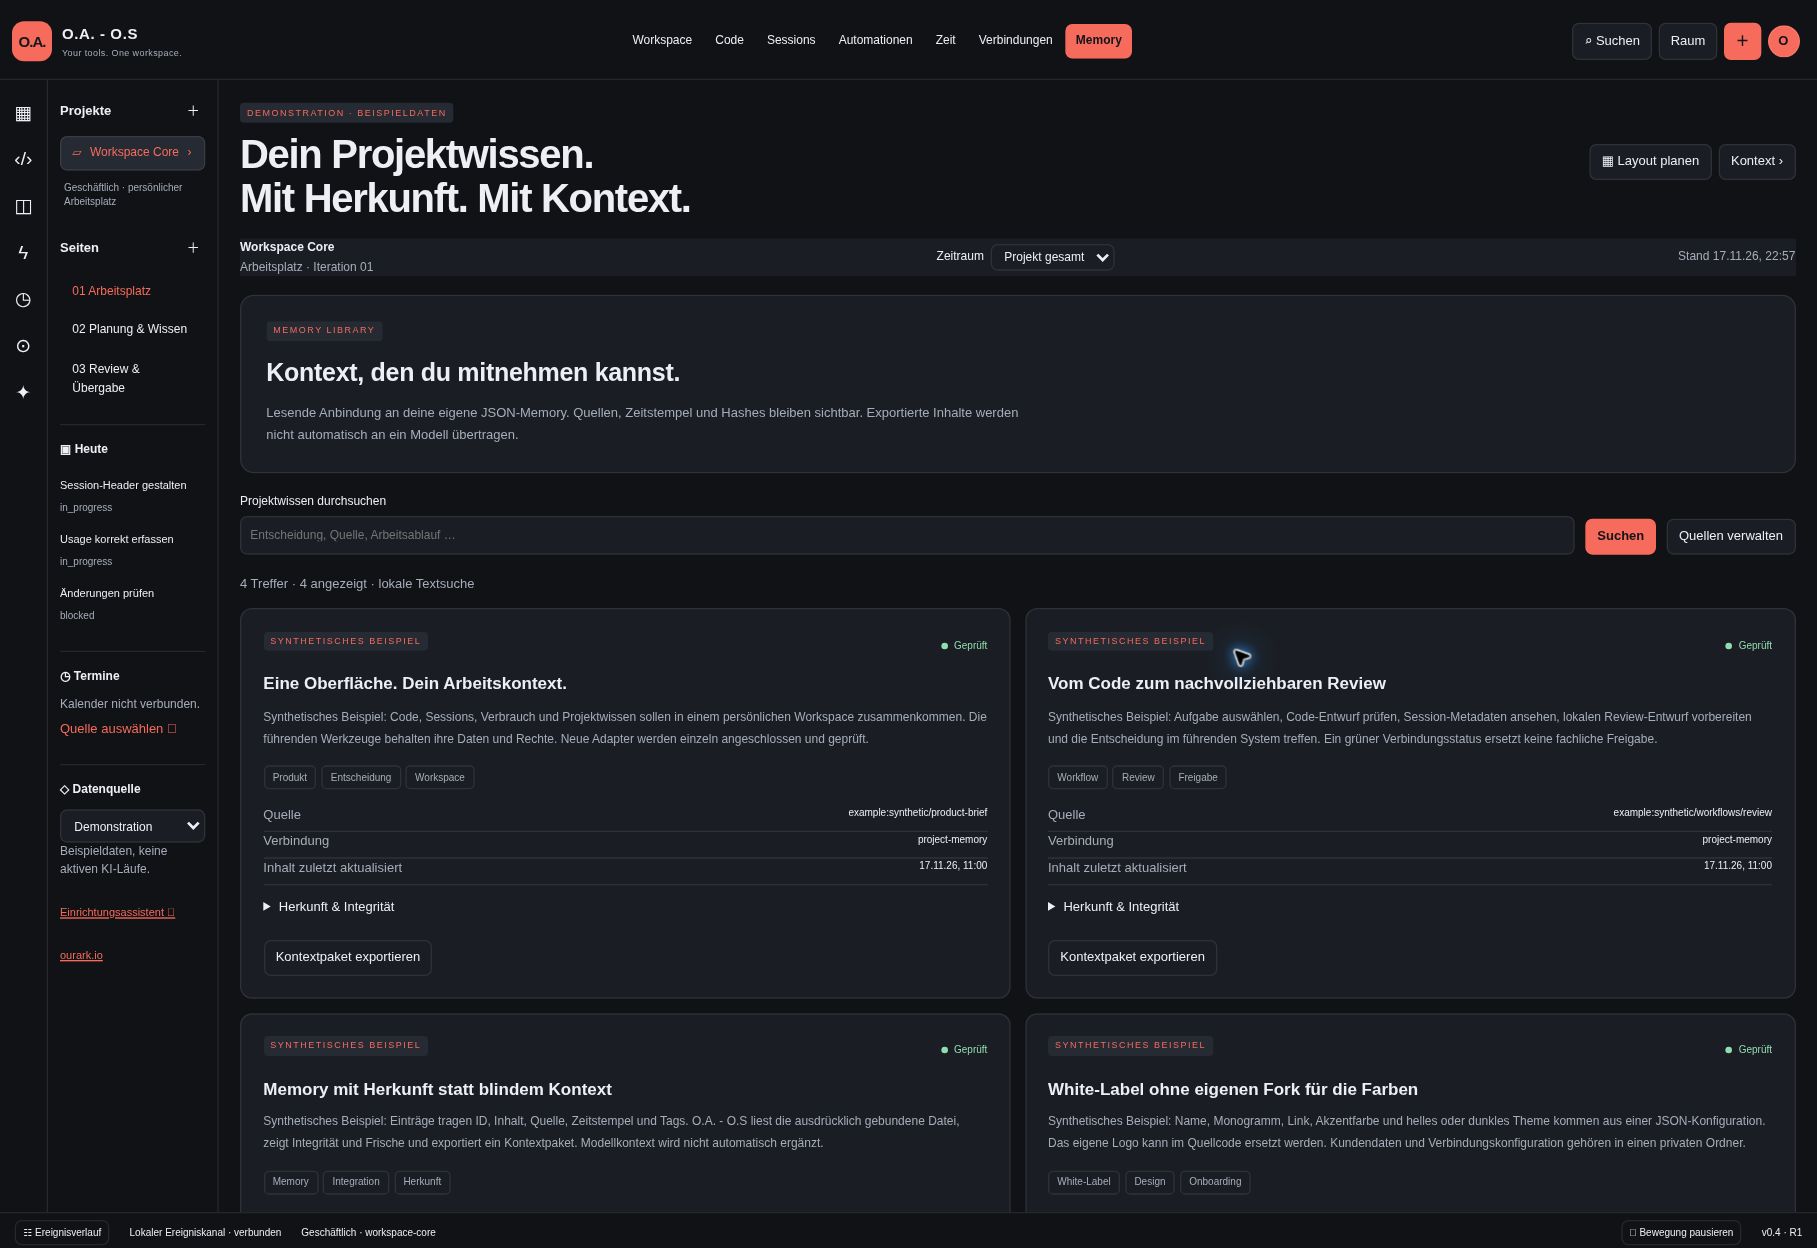 O.A.
O.A. - O.S
Your tools. One workspace.
Workspace Code Sessions Automationen Zeit Verbindungen Memory
Suchen Raum + O
Projekte +
Workspace Core ›
Geschäftlich · persönlicher
Arbeitsplatz
Seiten +
01 Arbeitsplatz
02 Planung & Wissen
03 Review &
Übergabe
Heute
Session-Header gestalten
in_progress
Usage korrekt erfassen
in_progress
Änderungen prüfen
blocked
Termine
Kalender nicht verbunden.
Quelle auswählen
Datenquelle
Demonstration
Beispieldaten, keine
aktiven KI-Läufe.
Einrichtungsassistent
ourark.io
DEMONSTRATION · BEISPIELDATEN
Dein Projektwissen.
Mit Herkunft. Mit Kontext.
Layout planen Kontext ›
Workspace Core
Arbeitsplatz · Iteration 01
Zeitraum Projekt gesamt
Stand 17.11.26, 22:57
MEMORY LIBRARY
Kontext, den du mitnehmen kannst.
Lesende Anbindung an deine eigene JSON-Memory. Quellen, Zeitstempel und Hashes bleiben sichtbar. Exportierte Inhalte werden
nicht automatisch an ein Modell übertragen.
Projektwissen durchsuchen
Entscheidung, Quelle, Arbeitsablauf …
Suchen Quellen verwalten
4 Treffer · 4 angezeigt · lokale Textsuche
SYNTHETISCHES BEISPIEL
Geprüft
Eine Oberfläche. Dein Arbeitskontext.
Synthetisches Beispiel: Code, Sessions, Verbrauch und Projektwissen sollen in einem persönlichen Workspace zusammenkommen. Die
führenden Werkzeuge behalten ihre Daten und Rechte. Neue Adapter werden einzeln angeschlossen und geprüft.
Produkt Entscheidung Workspace
Quelle example:synthetic/product-brief
Verbindung project-memory
Inhalt zuletzt aktualisiert 17.11.26, 11:00
Herkunft & Integrität
Kontextpaket exportieren
SYNTHETISCHES BEISPIEL
Geprüft
Vom Code zum nachvollziehbaren Review
Synthetisches Beispiel: Aufgabe auswählen, Code-Entwurf prüfen, Session-Metadaten ansehen, lokalen Review-Entwurf vorbereiten
und die Entscheidung im führenden System treffen. Ein grüner Verbindungsstatus ersetzt keine fachliche Freigabe.
Workflow Review Freigabe
Quelle example:synthetic/workflows/review
Verbindung project-memory
Inhalt zuletzt aktualisiert 17.11.26, 11:00
Herkunft & Integrität
Kontextpaket exportieren
SYNTHETISCHES BEISPIEL
Geprüft
Memory mit Herkunft statt blindem Kontext
Synthetisches Beispiel: Einträge tragen ID, Inhalt, Quelle, Zeitstempel und Tags. O.A. - O.S liest die ausdrücklich gebundene Datei,
zeigt Integrität und Frische und exportiert ein Kontextpaket. Modellkontext wird nicht automatisch ergänzt.
Memory Integration Herkunft
SYNTHETISCHES BEISPIEL
Geprüft
White-Label ohne eigenen Fork für die Farben
Synthetisches Beispiel: Name, Monogramm, Link, Akzentfarbe und helles oder dunkles Theme kommen aus einer JSON-Konfiguration.
Das eigene Logo kann im Quellcode ersetzt werden. Kundendaten und Verbindungskonfiguration gehören in einen privaten Ordner.
White-Label Design Onboarding
Ereignisverlauf Lokaler Ereigniskanal · verbunden Geschäftlich · workspace-core
Bewegung pausieren v0.4 · R1